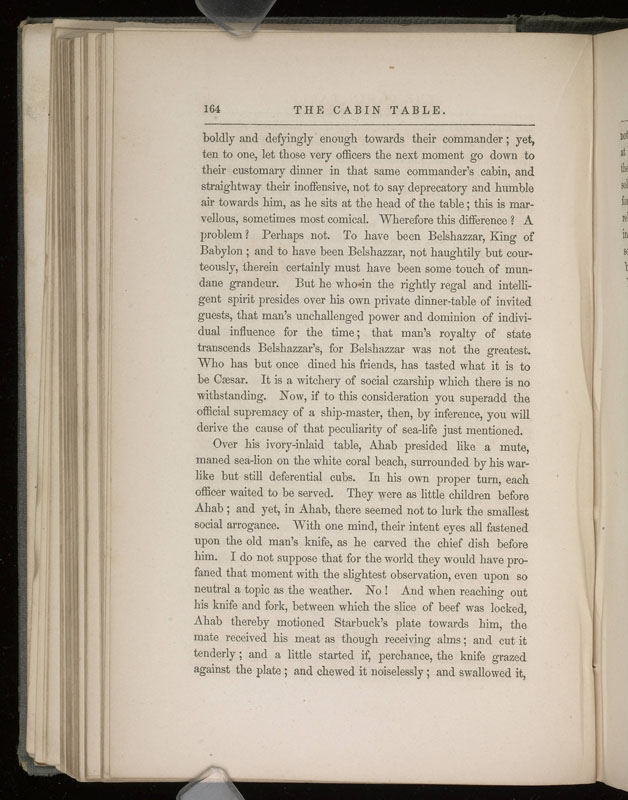 164 THE CABIN TABLE.
boldly and defyingly enough towards their commander; yet,
ten to one, let those very officers the next moment go down to
their customary dinner in that same commander's cabin, and
straightway their inoffensive, not to say deprecatory and humble
air towards him, as he sits at the head of the table; this is mar-
vellous, sometimes most comical. Wherefore this difference? A
problem? Perhaps not. To have been Belshazzar, King of
Babylon; and to have been Belshazzar, not haughtily but cour-
teously, therein certainly must have been some touch of mun-
dane grandeur. But he who in the rightly regal and intelli-
gent spirit presides over his own private dinner-table of invited
guests, that man's unchallenged power and dominion of indivi-
dual influence for the time; that man's royalty of state
transcends Belshazzar's, for Belshazzar was not the greatest.
Who has but once dined his friends, has tasted what it is to
be Cæsar. It is a witchery of social czarship which there is no
withstanding. Now, if to this consideration you superadd the
official supremacy of a ship-master, then, by inference, you will
derive the cause of that peculiarity of sea-life just mentioned.
Over his ivory-inlaid table, Ahab presided like a mute,
maned sea-lion on the white coral beach, surrounded by his war-
like but still deferential cubs. In his own proper turn, each
officer waited to be served. They were as little children before
Ahab; and yet, in Ahab, there seemed not to lurk the smallest
social arrogance. With one mind, their intent eyes all fastened
upon the old man's knife, as he carved the chief dish before
him. I do not suppose that for the world they would have pro-
faned that moment with the slightest observation, even upon so
neutral a topic as the weather. No! And when reaching out
his knife and fork, between which the slice of beef was locked,
Ahab thereby motioned Starbuck's plate towards him, the
mate received his meat as though receiving alms; and cut it
tenderly; and a little started if, perchance, the knife grazed
against the plate; and chewed it noiselessly; and swallowed it,